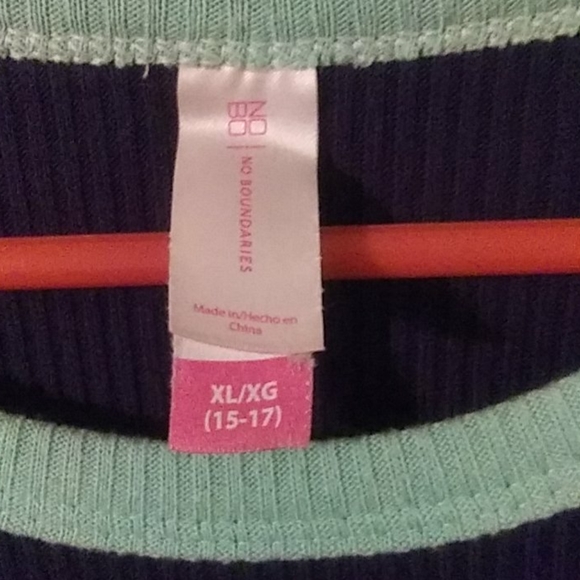 NO
BO
NO BOUNDARIES
Made in/Hecho en
China
XL/XG
(15-17)